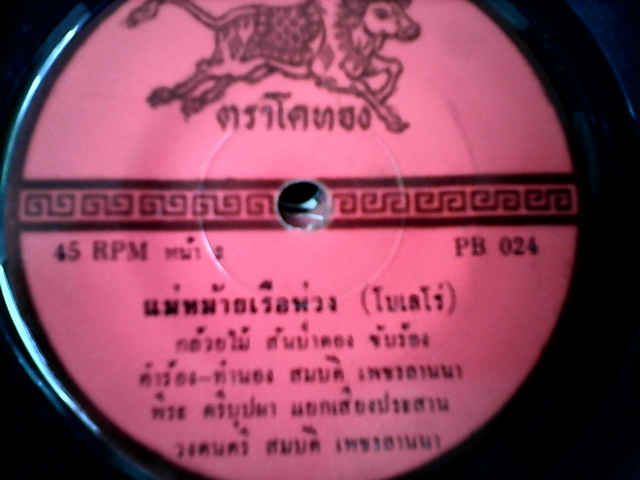 ตราโคทอง
45 RPM หน้า 2 PB 024
แม่หม้ายเรือพ่วง (โบเลโร่)
กล้วยไม้ สันป่าตอง ขับร้อง
คำร้อง-ทำนอง สมบัติ เพชรลานนา
พีระ ตรีบุปผา แยกเสียงประสาน
วงดนตรี สมบัติ เพชรลานนา